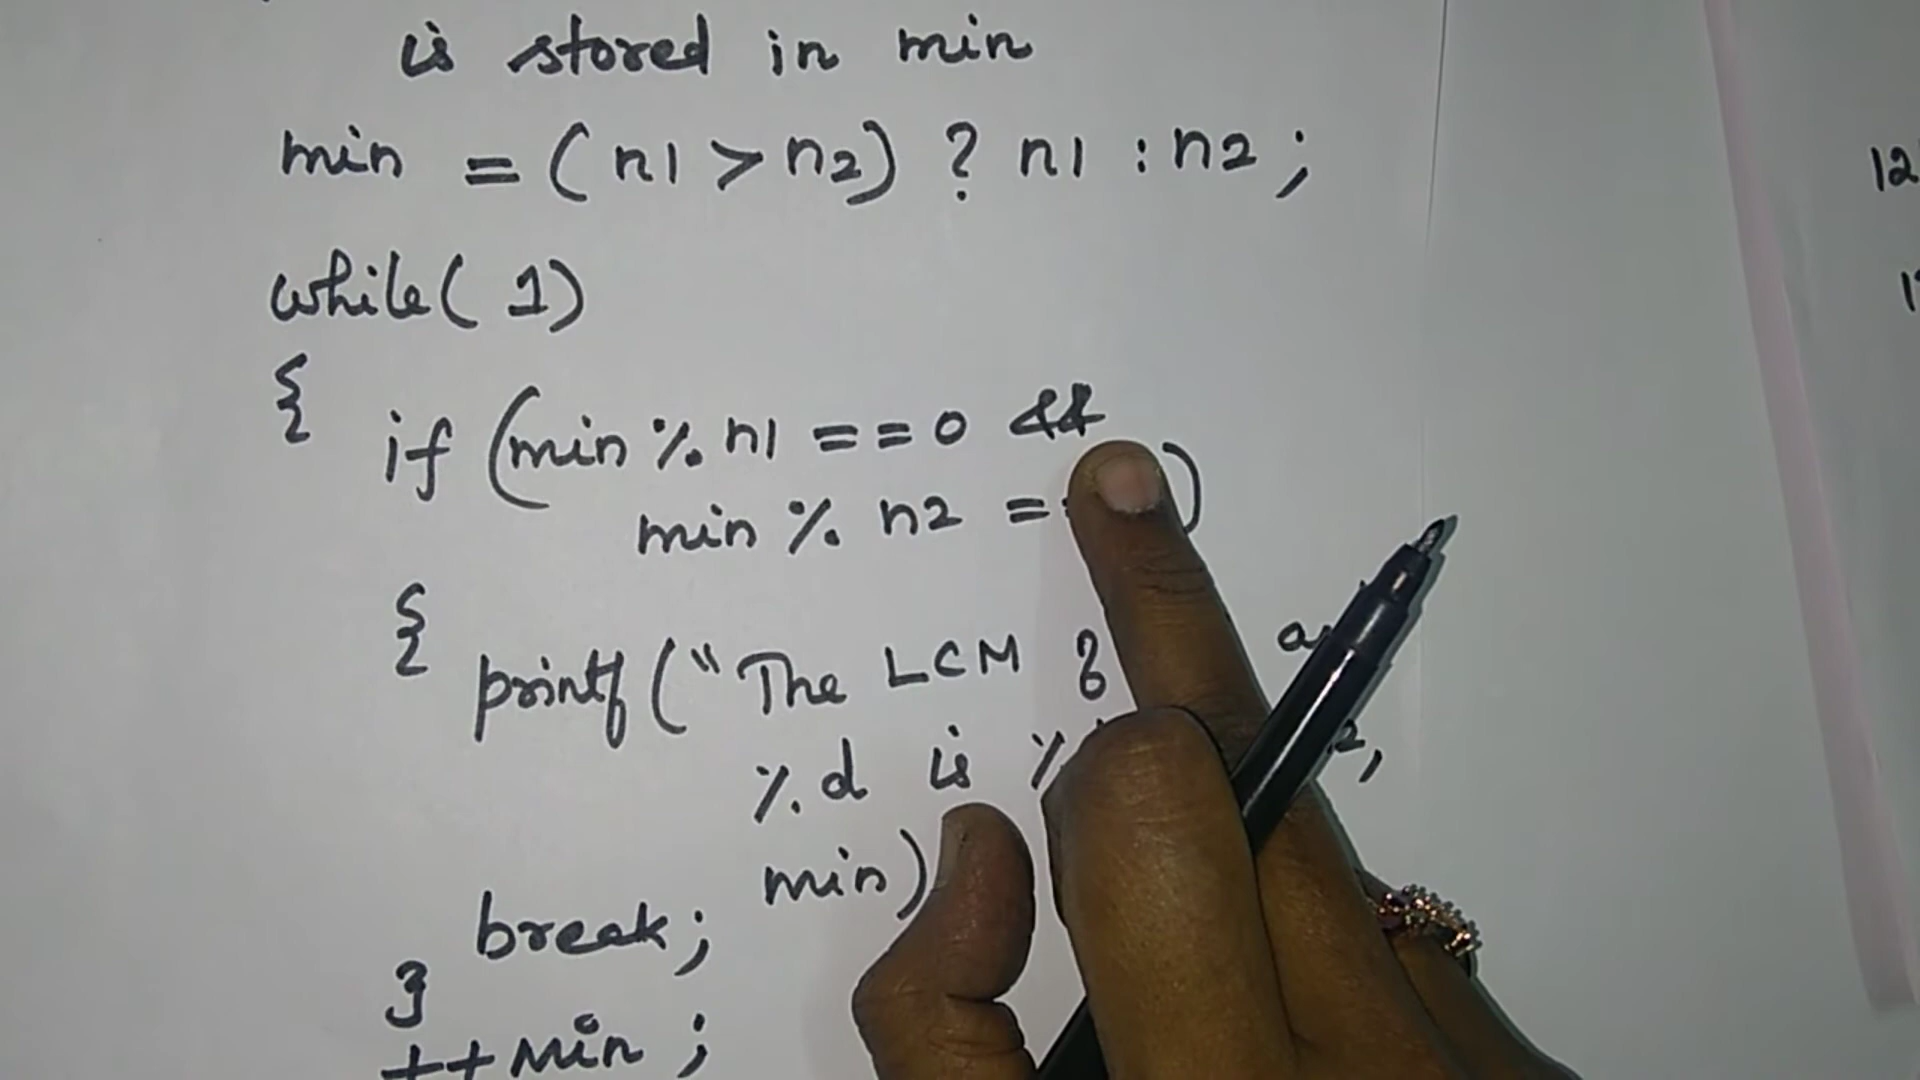 is stored in min
min = (n1 > n2) ? n1 : n2 ;
while( 1)
{ if (min % n1 == 0 &&
min % n2 = )
{ printf ("The LCM
%d is %
2,
min)
break;
}
++min ;
12